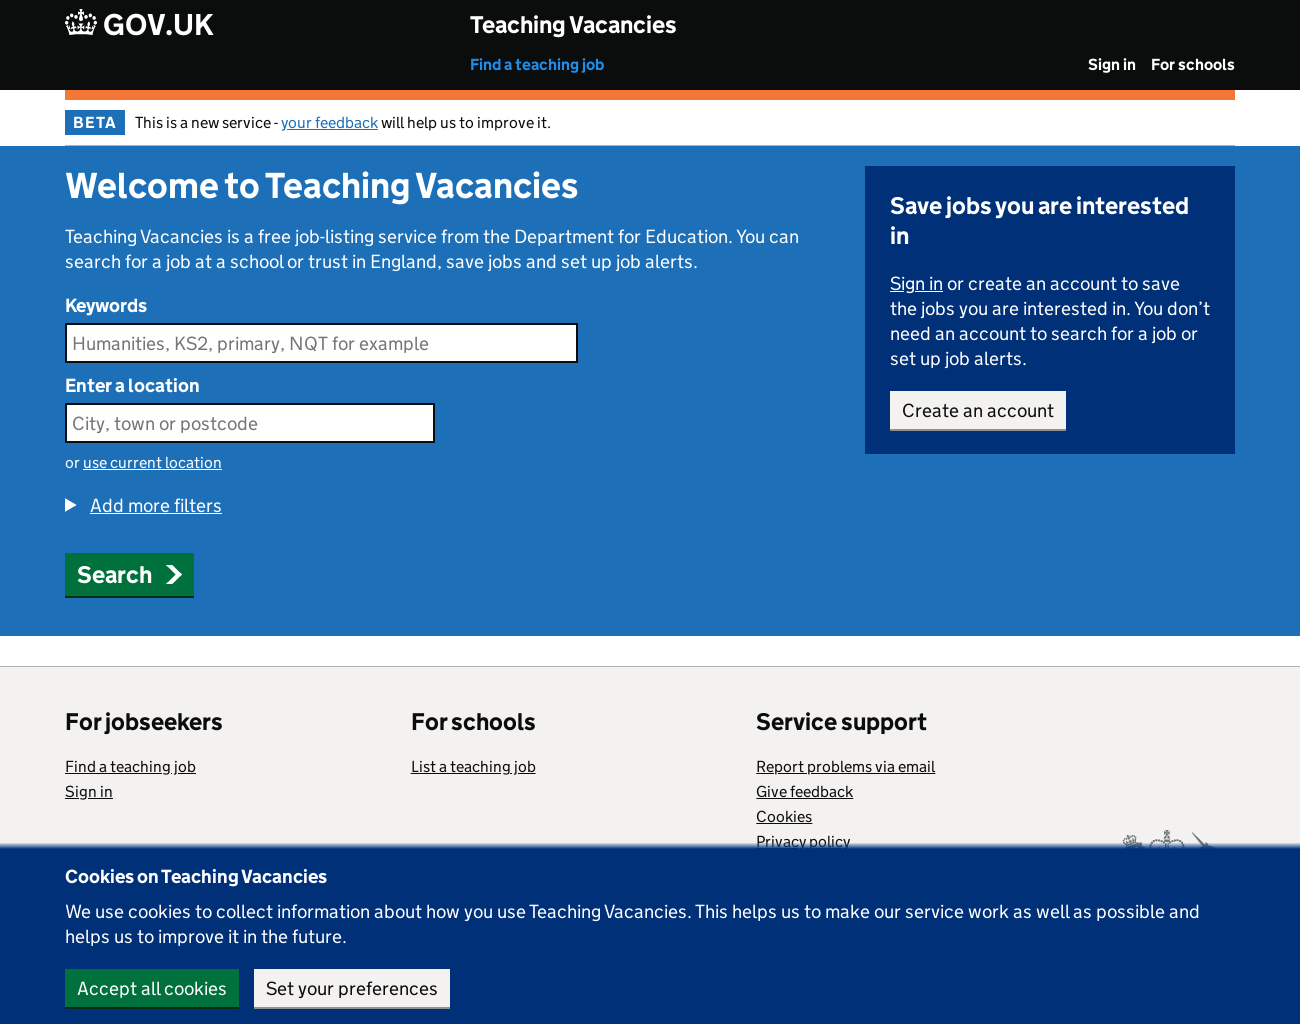 GOV.UK
Teaching Vacancies
Find a teaching job
Sign in
For schools
BETA
This is a new service - your feedback will help us to improve it.
Welcome to Teaching Vacancies
Teaching Vacancies is a free job-listing service from the Department for Education. You can
search for a job at a school or trust in England, save jobs and set up job alerts.
Keywords
Humanities, KS2, primary, NQT for example
Enter a location
City, town or postcode
or use current location
Add more filters
Search
Save jobs you are interested
in
Sign in or create an account to save
the jobs you are interested in. You don’t
need an account to search for a job or
set up job alerts.
Create an account
For jobseekers
Find a teaching job
Sign in
For schools
List a teaching job
Service support
Report problems via email
Give feedback
Cookies
Privacy policy
Cookies on Teaching Vacancies
We use cookies to collect information about how you use Teaching Vacancies. This helps us to make our service work as well as possible and
helps us to improve it in the future.
Accept all cookies
Set your preferences